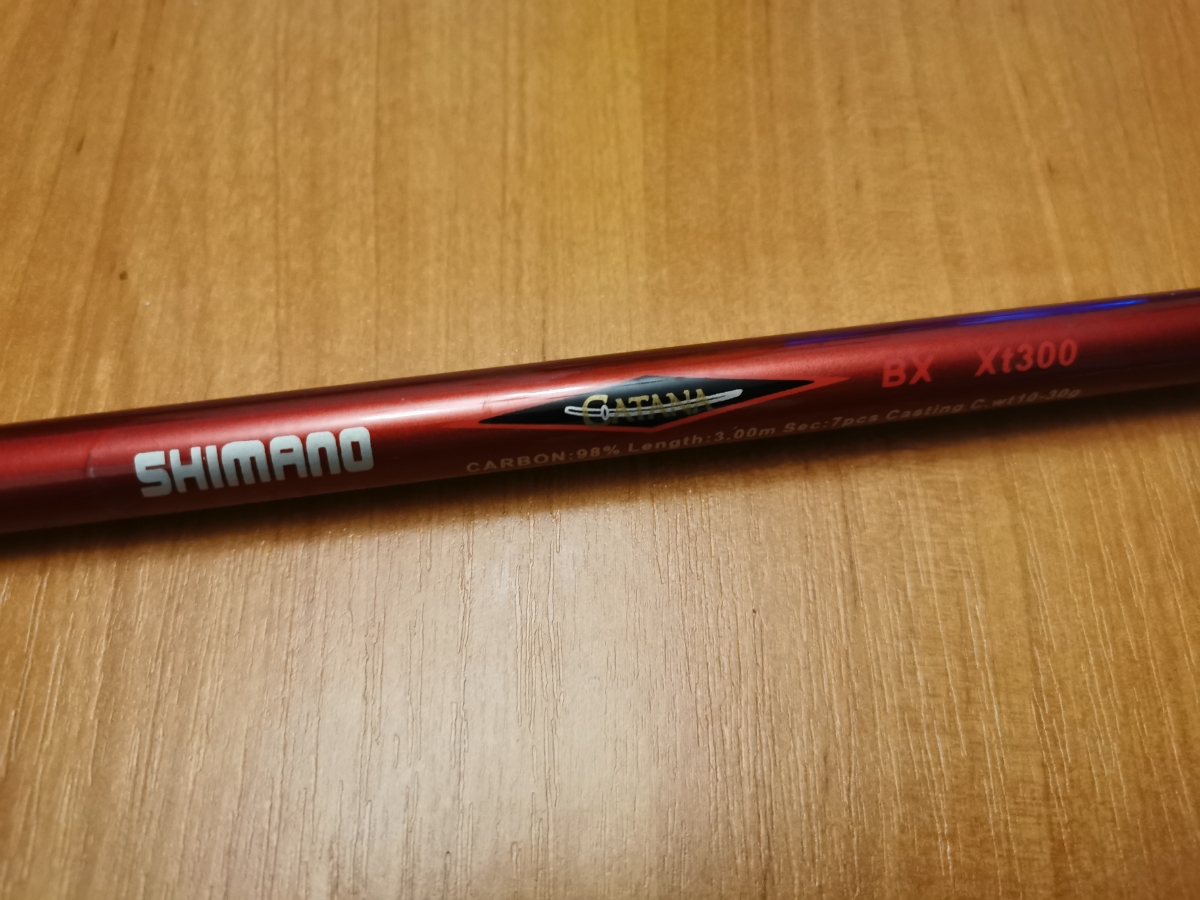 SHIMANO
CATANA
BX Xt300
CARBON:98% Length:3.00m Sec:7pcs Casting C.wt10-30g